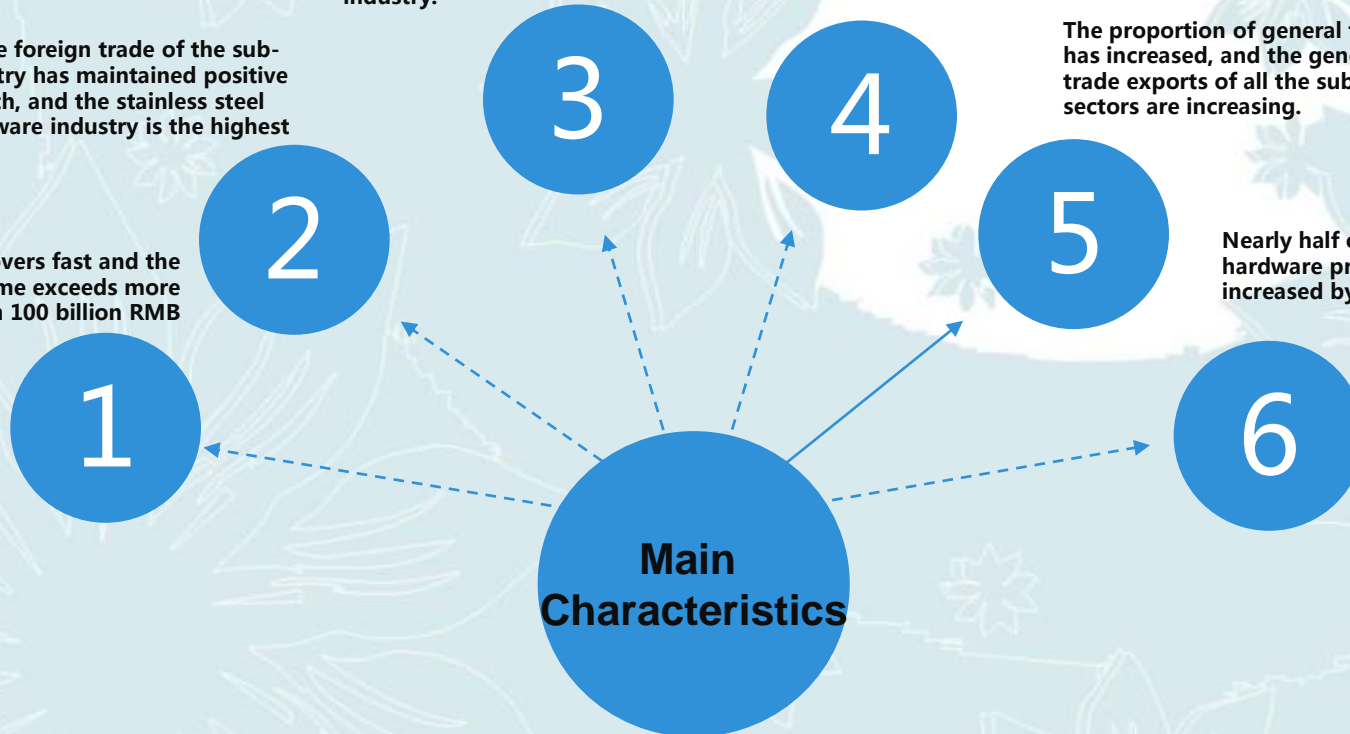 industry.
e foreign trade of the sub-
try has maintained positive
h, and the stainless steel
ware industry is the highest
overs fast and the
me exceeds more
100 billion RMB
The proportion of general
has increased, and the gene
trade exports of all the sub
sectors are increasing.
Nearly half
hardware pr
increased by
1
2
3
4
5
6
Main
Characteristics